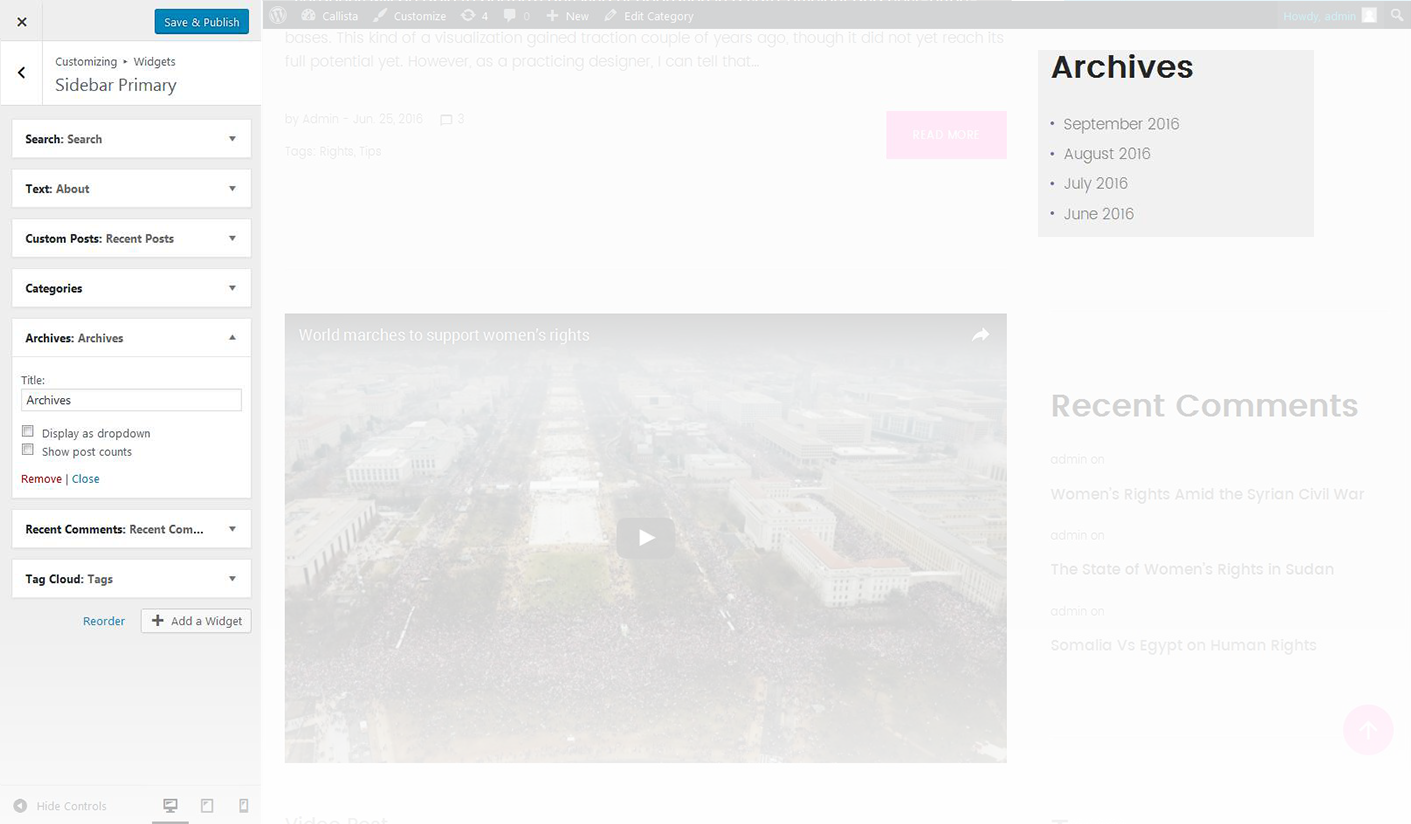 Save & Publish
Customizing ▸ Widgets
Sidebar Primary
Search: Search
Text: About
Custom Posts: Recent Posts
Categories
Archives: Archives
Title:
Archives
Display as dropdown
Show post counts
Remove | Close
Recent Comments: Recent Com...
Tag Cloud: Tags
Reorder
Add a Widget
Hide Controls
Callista
Customize
4
0
New
Edit Category
Howdy, admin
bases. This kind of a visualization gained traction couple of years ago, though it did not yet reach its
full potential yet. However, as a practicing designer, I can tell that...
by Admin - Jun. 25, 2016
3
Tags: Rights, Tips
READ MORE
World marches to support women's rights
Video Post
Archives
• September 2016
• August 2016
• July 2016
• June 2016
Recent Comments
admin on
Women's Rights Amid the Syrian Civil War
admin on
The State of Women's Rights in Sudan
admin on
Somalia Vs Egypt on Human Rights